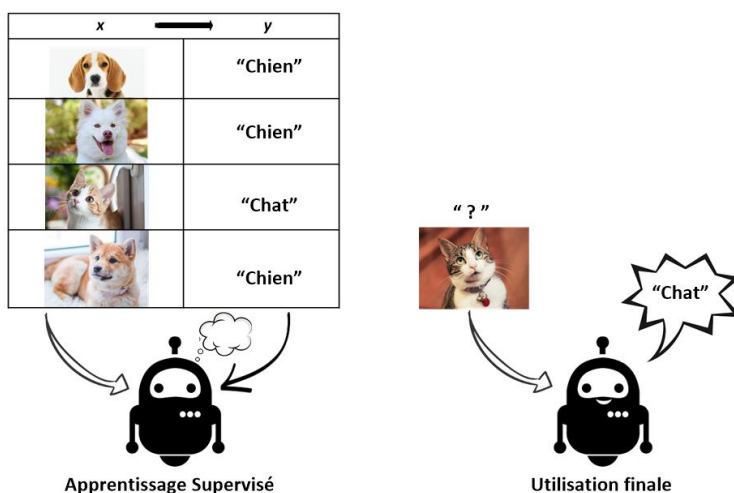 x y
“Chien”
“Chien”
“Chat”
“Chien”
“ ? ”
“Chat”
Apprentissage Supervisé
Utilisation finale